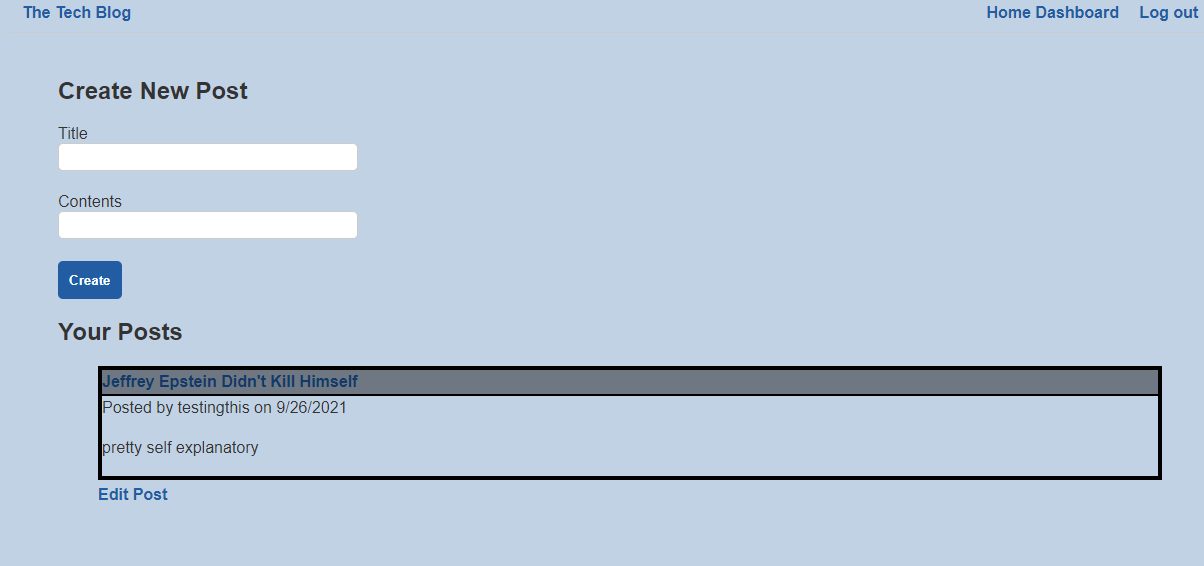 The Tech Blog Home Dashboard Log out
Create New Post
Title
Contents
Create
Your Posts
Jeffrey Epstein Didn't Kill Himself
Posted by testingthis on 9/26/2021
pretty self explanatory
Edit Post